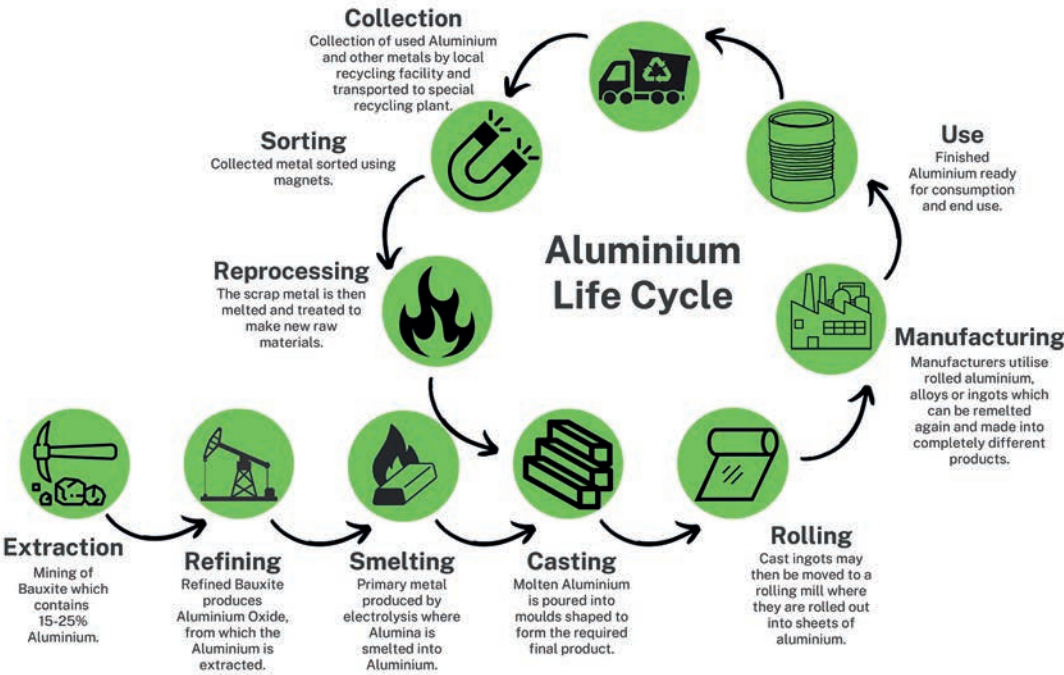 Collection
Collection of used Aluminium
and other metals by local
recycling facility and
transported to special
recycling plant.
Sorting
Collected metal sorted using
magnets.
Use
Finished
Aluminium ready
for consumption
and end use.
Aluminium
Life Cycle
Reprocessing
The scrap metal is then
melted and treated to
make new raw
materials.
Manufacturing
Manufacturers utilise
rolled aluminium,
alloys or ingots which
can be remelted
again and made into
completely different
products.
Extraction
Mining of
Bauxite which
contains
15-25%
Aluminium.
Refining
Refined Bauxite
produces
Aluminium Oxide,
from which the
Aluminium is
extracted.
Smelting
Primary metal
produced by
electrolysis where
Alumina is
smelted into
Aluminium.
Casting
Molten Aluminium
is poured into
moulds shaped to
form the required
final product.
Rolling
Cast ingots may
then be moved to a
rolling mill where
they are rolled out
into sheets of
aluminium.